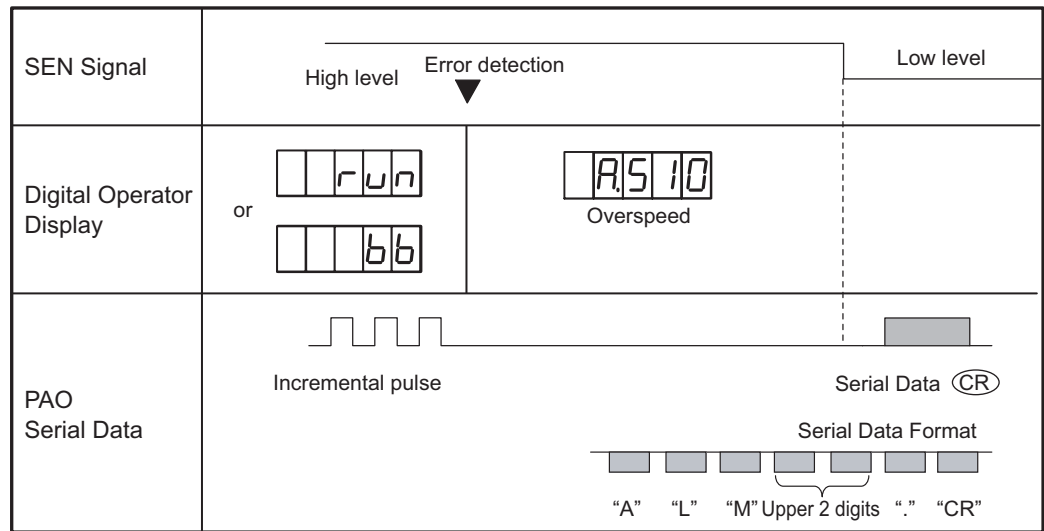 SEN Signal
High level
Error detection
Low level
Digital Operator
Display
or
run
bb
A.510
Overspeed
PAO
Serial Data
Incremental pulse
Serial Data CR
Serial Data Format
“A” “L” “M” Upper 2 digits “.” “CR”